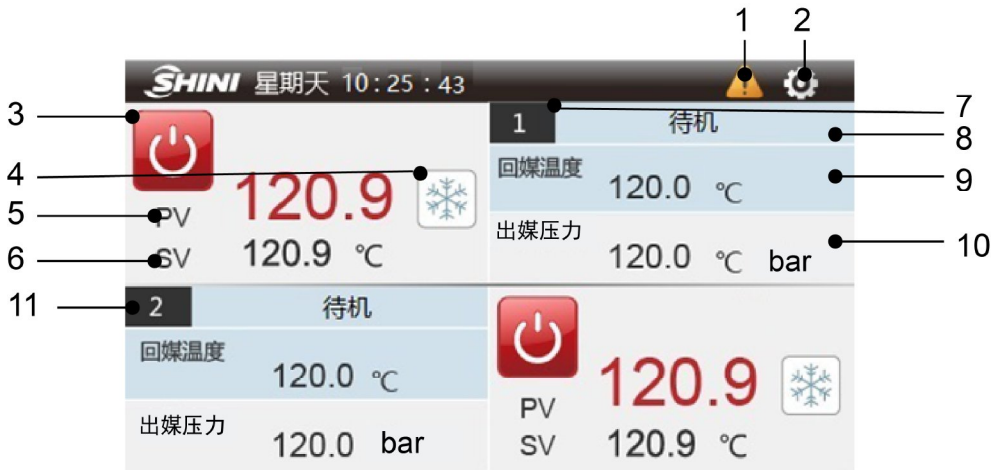 1 2
SHINI 星期天 10:25:43
3
7
1 待机
8
4
120.9
回媒温度
120.0 ℃
9
5
PV
6
SV 120.9 ℃
出媒压力
120.0 ℃ bar
10
11
2 待机
回媒温度
120.0 ℃
出媒压力
120.0 bar
120.9
PV
SV 120.9 ℃